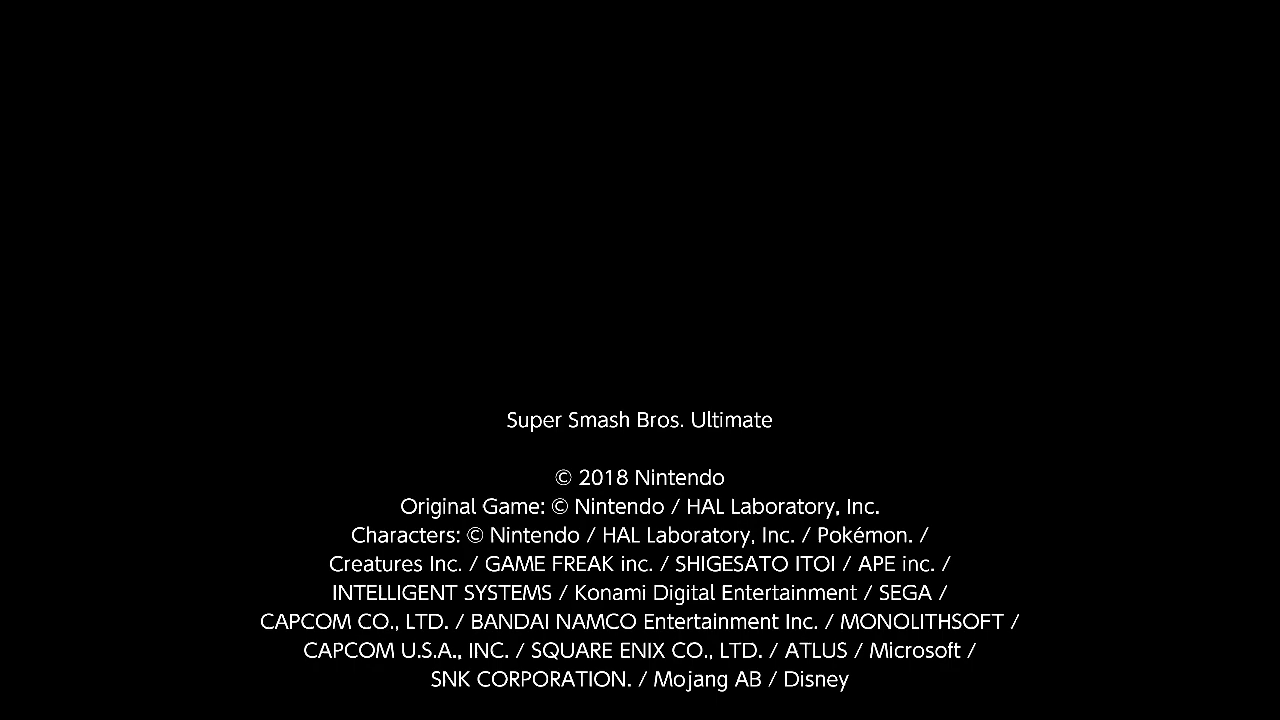 Super Smash Bros. Ultimate
© 2018 Nintendo
Original Game: © Nintendo / HAL Laboratory, Inc.
Characters: © Nintendo / HAL Laboratory, Inc. / Pokémon. /
Creatures Inc. / GAME FREAK inc. / SHIGESATO ITOI / APE inc. /
INTELLIGENT SYSTEMS / Konami Digital Entertainment / SEGA /
CAPCOM CO., LTD. / BANDAI NAMCO Entertainment Inc. / MONOLITHSOFT /
CAPCOM U.S.A., INC. / SQUARE ENIX CO., LTD. / ATLUS / Microsoft /
SNK CORPORATION. / Mojang AB / Disney